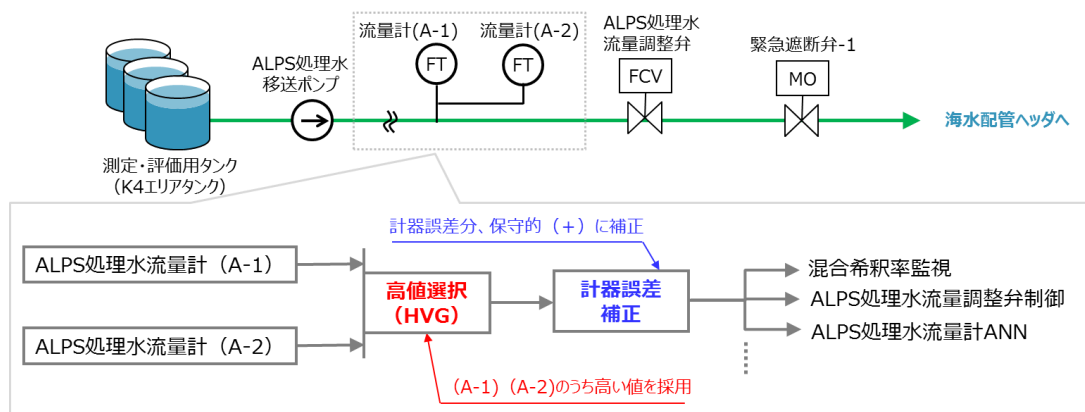 流量計(A-1)
流量計(A-2)
ALPS処理水
流量調整弁
緊急遮断弁-1
ALPS処理水
移送ポンプ
FT
FT
FCV
MO
海水配管ヘッダへ
測定・評価用タンク
(K4エリアタンク)
計器誤差分、保守的(+)に補正
ALPS処理水流量計(A-1)
ALPS処理水流量計(A-2)
高値選択
(HVG)
計器誤差
補正
混合希釈率監視
ALPS処理水流量調整弁制御
ALPS処理水流量計ANN
(A-1)(A-2)のうち高い値を採用